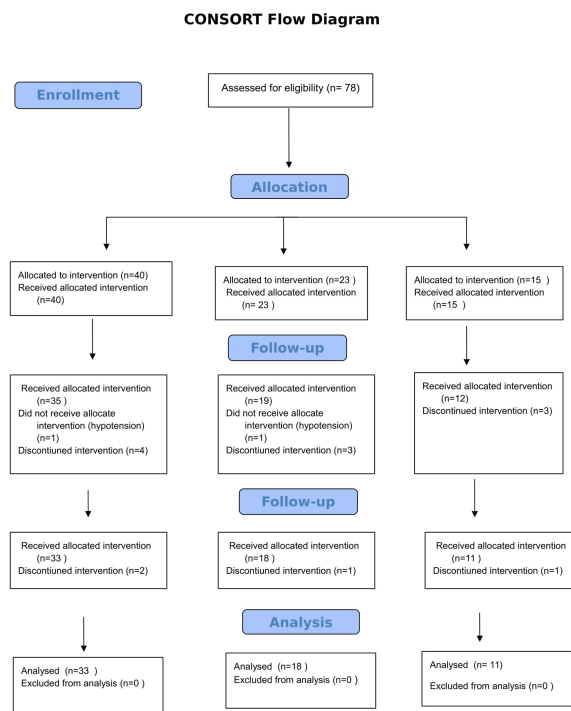 CONSORT Flow Diagram
Enrollment
Assessed for eligibility (n= 78)
Allocation
Allocated to intervention (n=40)
Received allocated intervention
(n=40)
Allocated to intervention (n=23 )
Received allocated intervention
(n= 23 )
Allocated to intervention (n=15 )
Received allocated intervention
(n=15 )
Follow-up
Received allocated intervention
(n=35 )
Did not receive allocate
intervention (hypotension)
(n=1)
Discontiuned intervention (n=4)
Received allocated intervention
(n=19)
Did not receive allocate
intervention (hypotension)
(n=1)
Discontiuned intervention (n=3)
Received allocated intervention
(n=12)
Discontinued intervention (n=3)
Follow-up
Received allocated intervention
(n=33 )
Discontiuned intervention (n=2)
Received allocated intervention
(n=18 )
Discontiuned intervention (n=1)
Received allocated intervention
(n=11 )
Discontiuned intervention (n=1)
Analysis
Analysed (n=33 )
Excluded from analysis (n=0 )
Analysed (n=18 )
Excluded from analysis (n=0 )
Analysed (n= 11)
Excluded from analysis (n=0 )